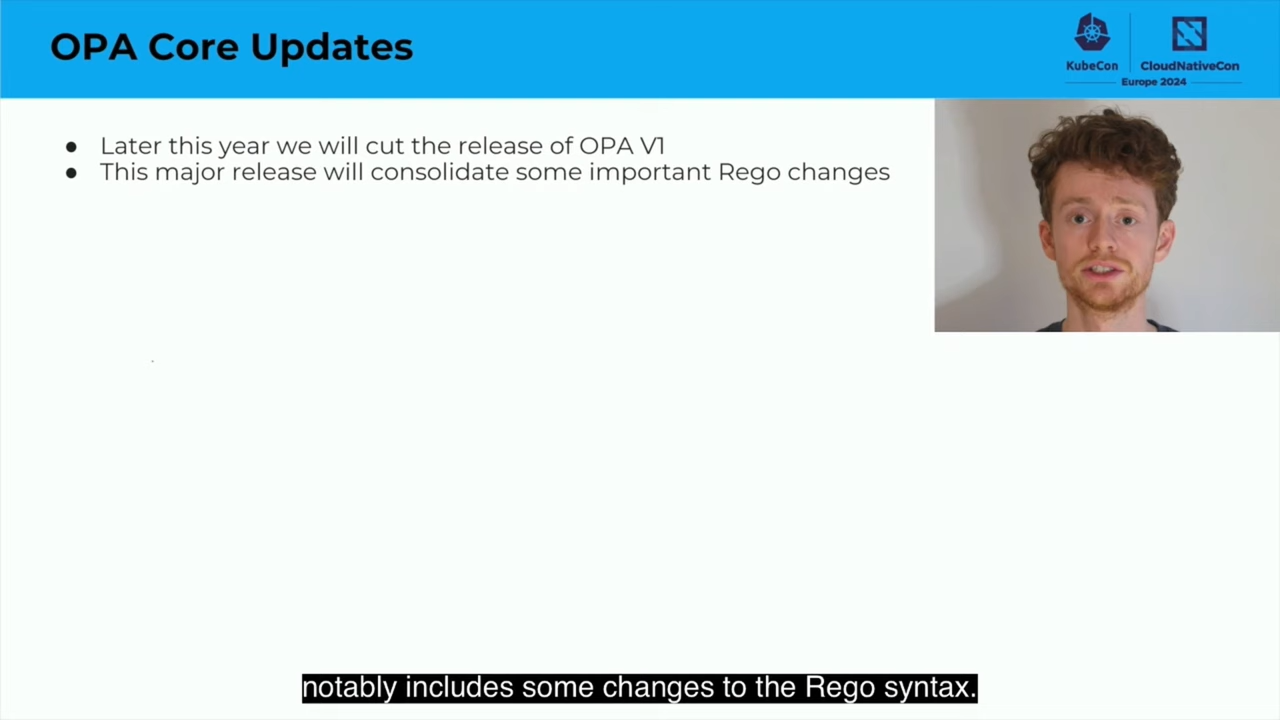 OPA Core Updates
KubeCon
CloudNativeCon
Europe 2024
● Later this year we will cut the release of OPA V1
● This major release will consolidate some important Rego changes
notably includes some changes to the Rego syntax.